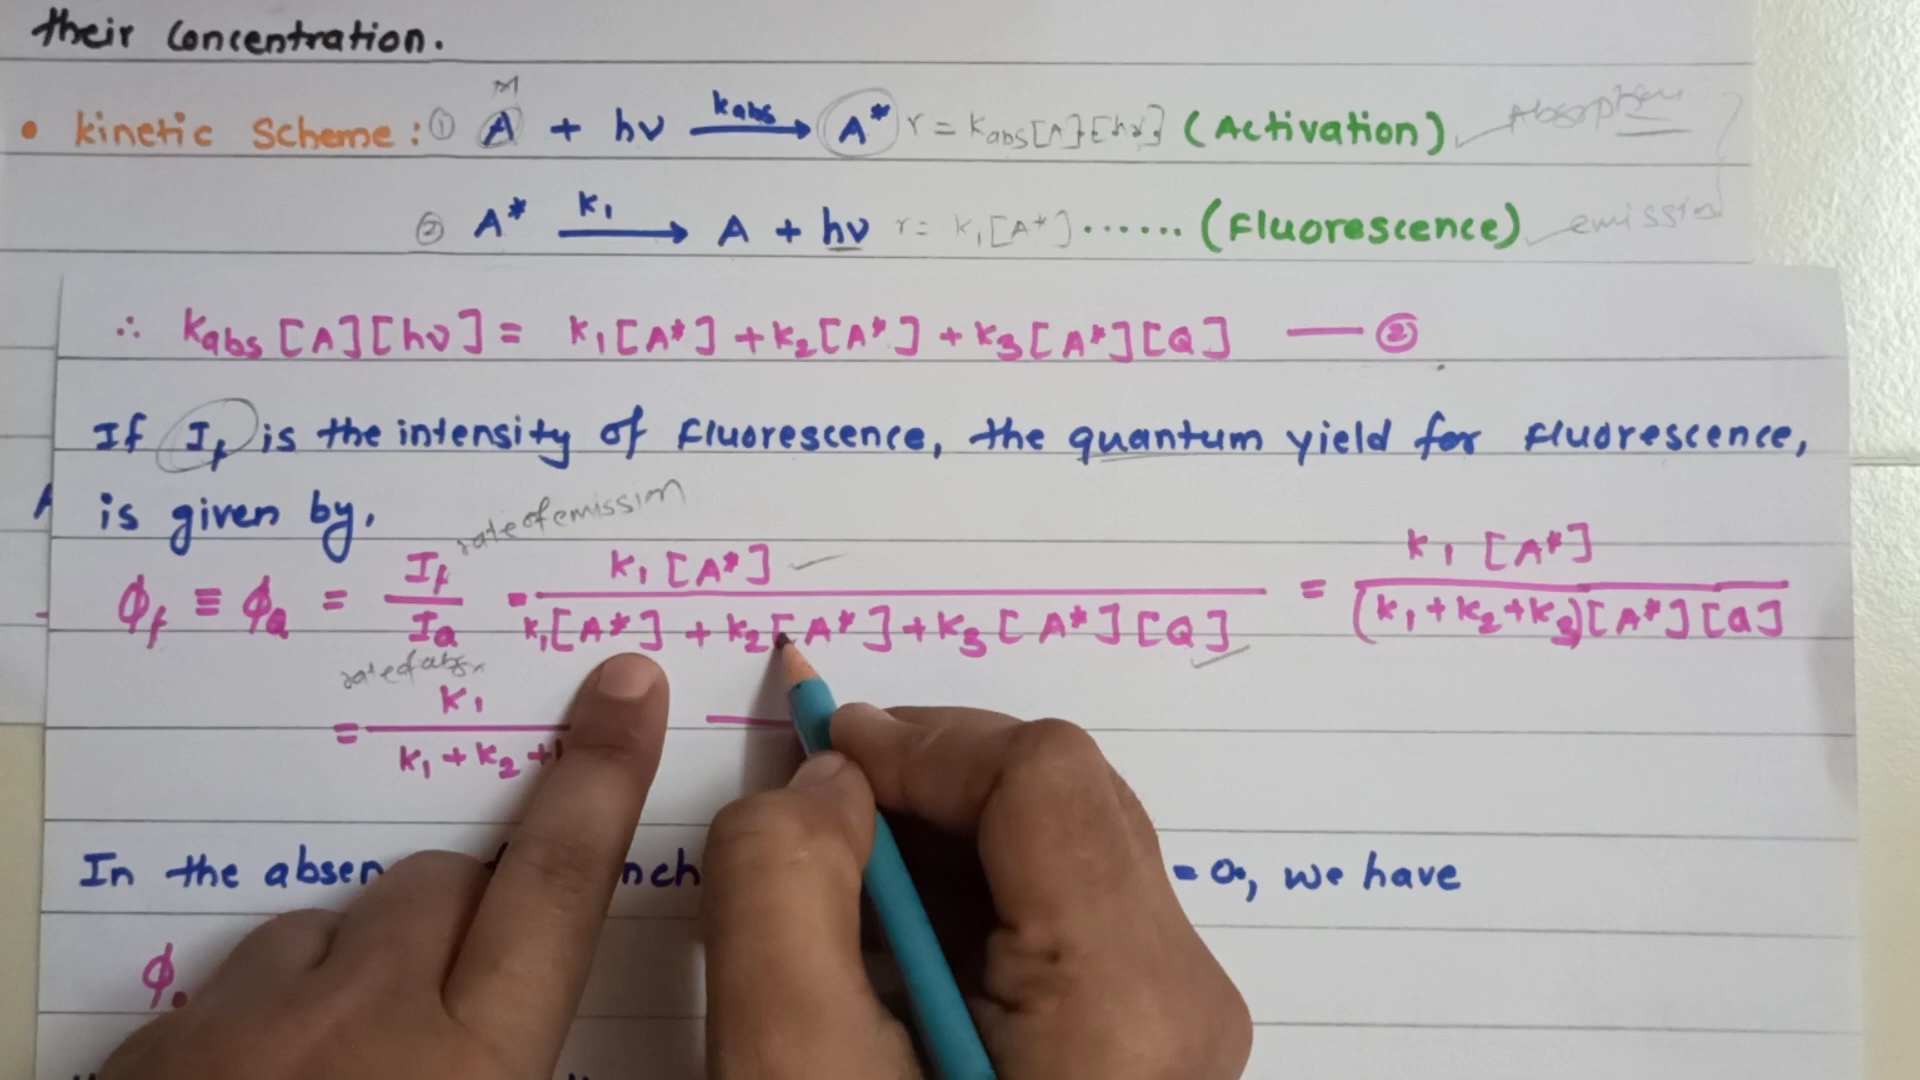 their concentration.
• Kinetic Scheme: ① A + hν —kabs→ A* r = Kabs[A][hν] (Activation) Absorption
② A* —K₁→ A + hν r = K₁[A*] ...... (Fluorescence) emission
∴ Kabs [A][hν] = K₁[A*] + K₂[A*] + K₃[A*][Q] — ②
If If is the intensity of Fluorescence, the quantum yield for Fluorescence,
is given by,
rate of emission
ϕf ≡ ϕQ = If / Ia = K₁[A*] / K₁[A*] + K₂[A*] + K₃[A*][Q] = K₁[A*] / (K₁+K₂+K₃)[A*][Q]
rate of absn
= K₁ / K₁ + K₂ +
In the = 0, we have
ϕ₀